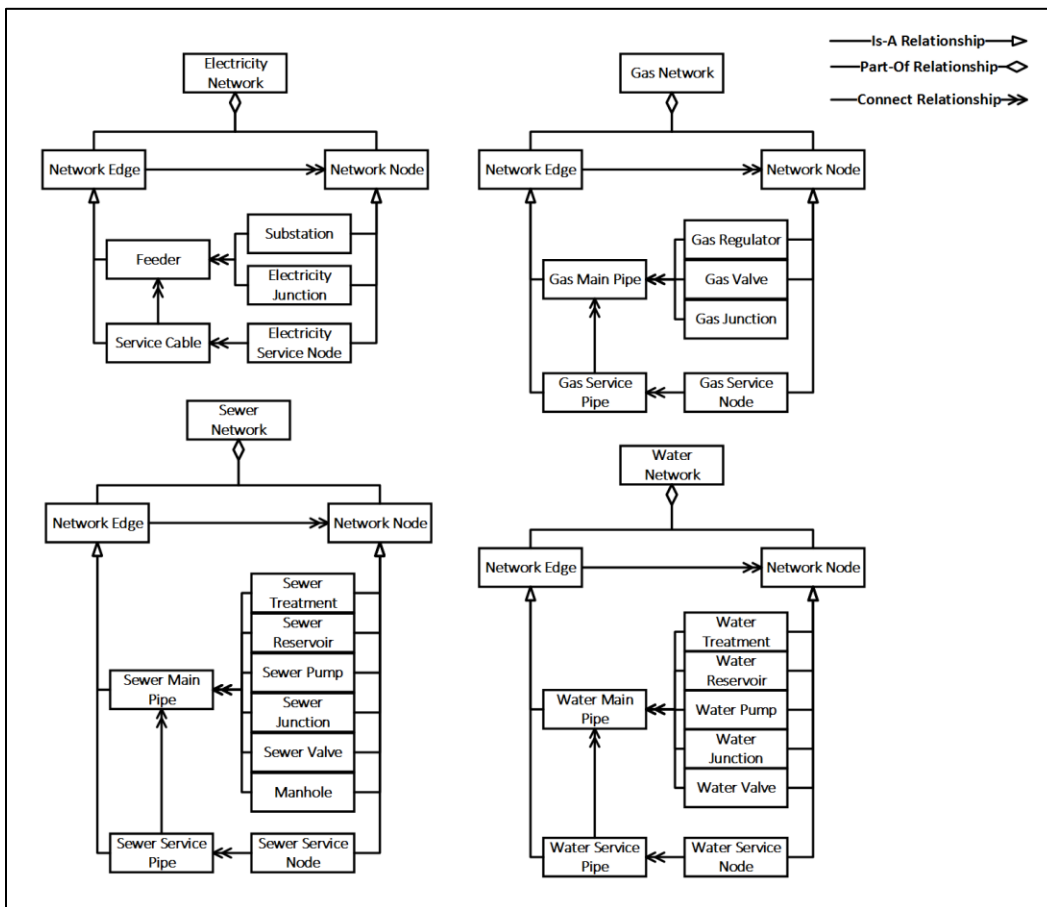 Is-A Relationship
Part-Of Relationship
Connect Relationship
Electricity
Network
Network Edge
Network Node
Substation
Feeder
Electricity
Junction
Service Cable
Electricity
Service Node
Gas Network
Network Edge
Network Node
Gas Regulator
Gas Main Pipe
Gas Valve
Gas Junction
Gas Service
Pipe
Gas Service
Node
Sewer
Network
Network Edge
Network Node
Sewer
Treatment
Sewer
Reservoir
Sewer Main
Pipe
Sewer Pump
Sewer
Junction
Sewer Valve
Manhole
Sewer Service
Pipe
Sewer Service
Node
Water
Network
Network Edge
Network Node
Water
Treatment
Water
Reservoir
Water Main
Pipe
Water Pump
Water
Junction
Water Valve
Water Service
Pipe
Water Service
Node